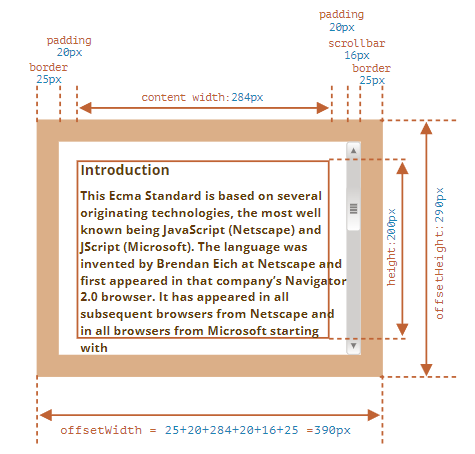 padding
20px
scrollbar
16px
border
25px
padding
20px
border
25px
content width:284px
Introduction
This Ecma Standard is based on several
originating technologies, the most well
known being JavaScript (Netscape) and
JScript (Microsoft). The language was
invented by Brendan Eich at Netscape and
first appeared in that company’s Navigator
2.0 browser. It has appeared in all
subsequent browsers from Netscape and
in all browsers from Microsoft starting
with
height:200px
offsetHeight:290px
offsetWidth = 25+20+284+20+16+25 =390px